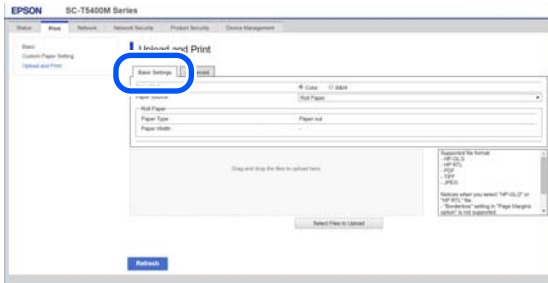 EPSON SC-T5400M Series
Status Print Network Network Security Product Security Device Management
Basic
Custom Paper Setting
Upload and Print
Upload and Print
Basic Settings
Color B&W
Paper Source Roll Paper
Roll Paper
Paper Type Paper out
Paper Width -
Drag and drop the files to upload here.
Supported file format
- HP-GL/2
- HP RTL
- PDF
- TIFF
- JPEG
Notices when you select "HP-GL/2" or
"HP RTL" file
- "Borderless" setting in "Page Margins
option" is not supported.
Select Files to Upload
Refresh